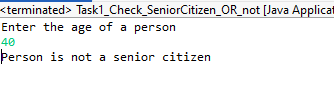 <terminated> Task1_Check_SeniorCitizen_OR_not [Java Applicat
Enter the age of a person
40
Person is not a senior citizen